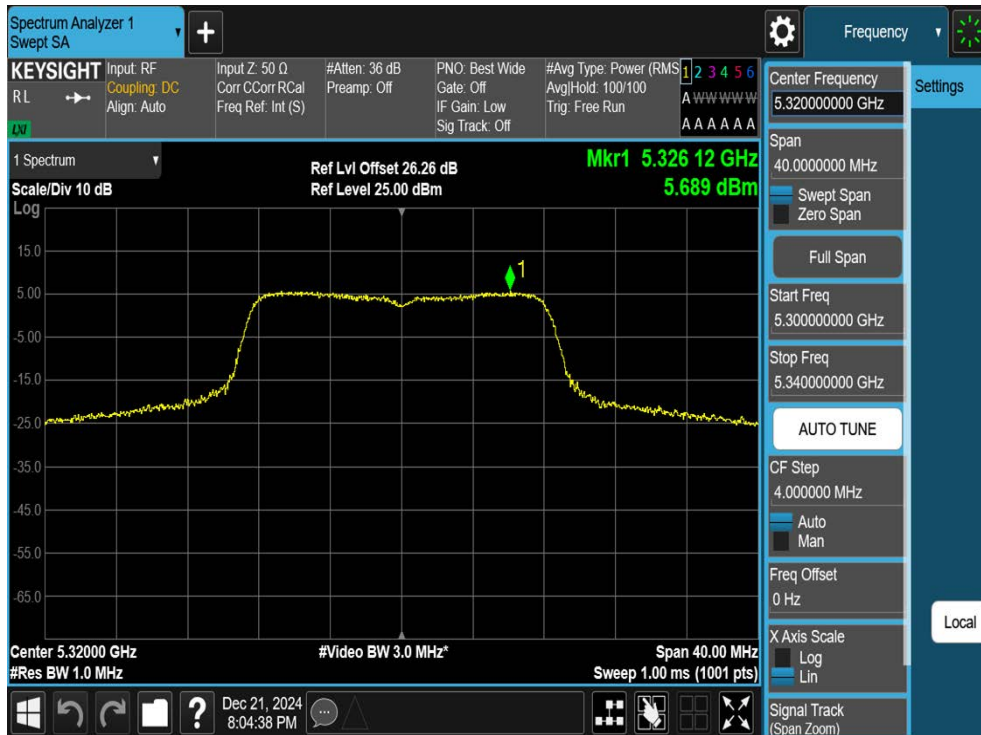 Spectrum Analyzer 1
Swept SA
+
Frequency
KEYSIGHT
R L
LXI
Input: RF
Coupling: DC
Align: Auto
Input Z: 50 Ω
Corr CCorr RCal
Freq Ref: Int (S)
#Atten: 36 dB
Preamp: Off
PNO: Best Wide
Gate: Off
IF Gain: Low
Sig Track: Off
#Avg Type: Power (RMS
Avg|Hold: 100/100
Trig: Free Run
1 2 3 4 5 6
A W W W W W
A A A A A A
1 Spectrum
Scale/Div 10 dB
Log
Ref Lvl Offset 26.26 dB
Ref Level 25.00 dBm
Mkr1 5.326 12 GHz
5.689 dBm
1
15.0
5.00
-5.00
-15.0
-25.0
-35.0
-45.0
-55.0
-65.0
Center 5.32000 GHz
#Res BW 1.0 MHz
#Video BW 3.0 MHz*
Span 40.00 MHz
Sweep 1.00 ms (1001 pts)
?
Dec 21, 2024
8:04:38 PM
Center Frequency
5.320000000 GHz
Settings
Span
40.0000000 MHz
Swept Span
Zero Span
Full Span
Start Freq
5.300000000 GHz
Stop Freq
5.340000000 GHz
AUTO TUNE
CF Step
4.000000 MHz
Auto
Man
Freq Offset
0 Hz
Local
X Axis Scale
Log
Lin
Signal Track
(Span Zoom)